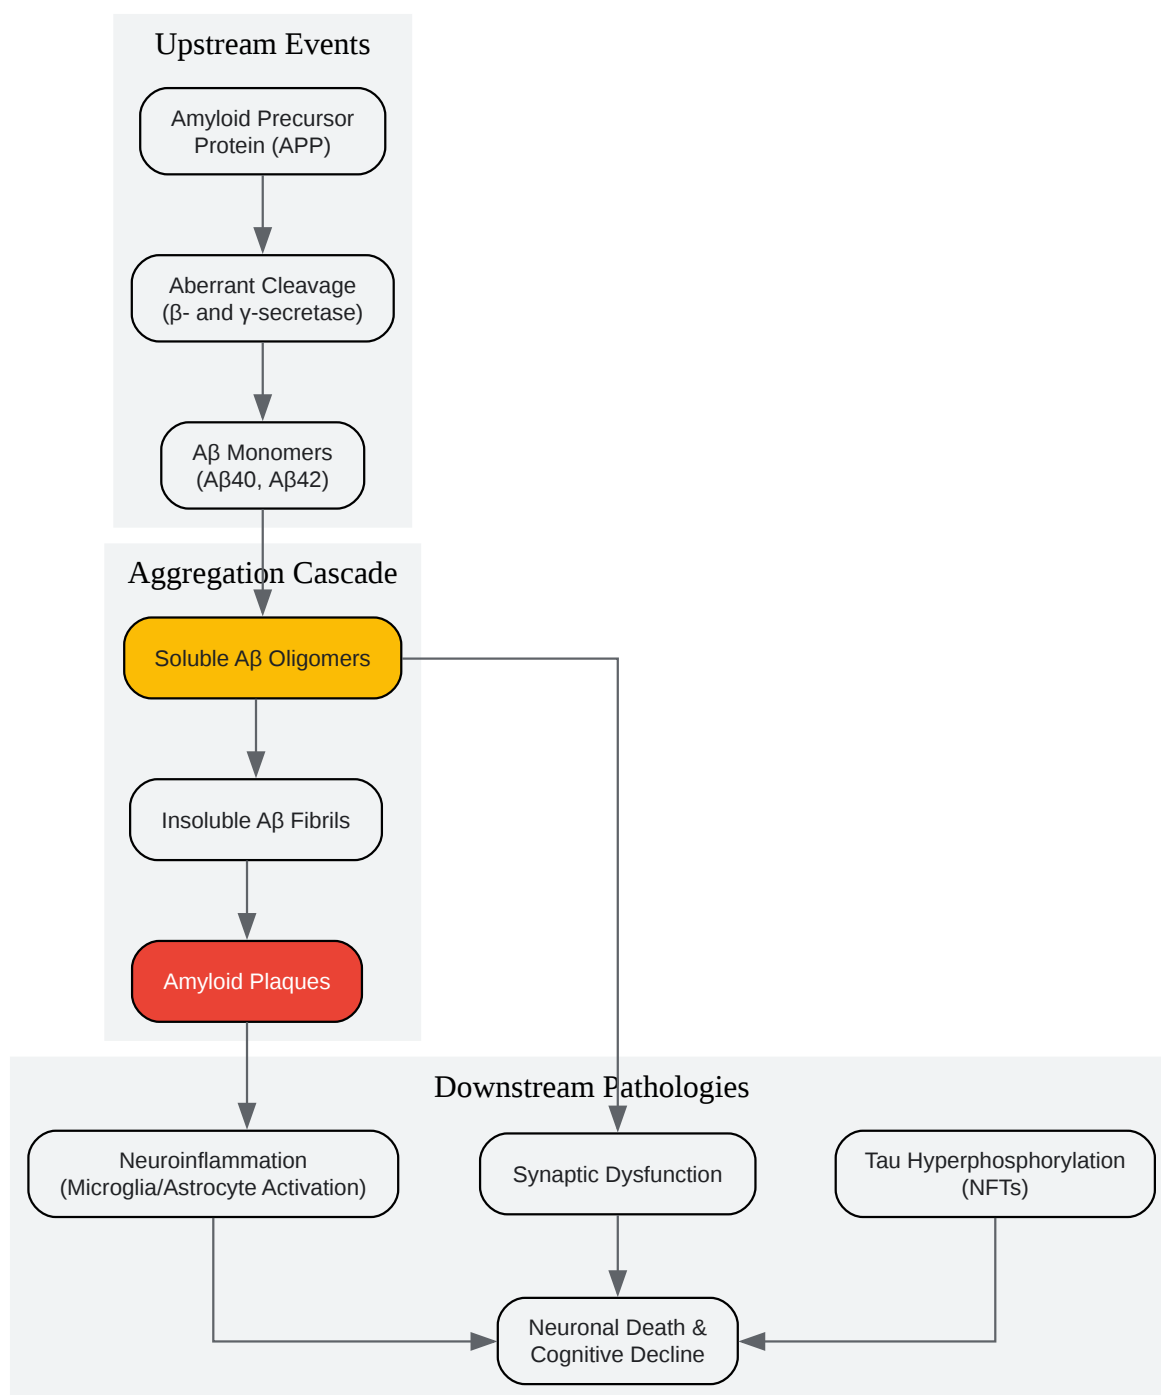 Upstream Events
Amyloid Precursor
Protein (APP)
Aberrant Cleavage
(β- and γ-secretase)
Aβ Monomers
(Aβ40, Aβ42)
Aggregation Cascade
Soluble Aβ Oligomers
Insoluble Aβ Fibrils
Amyloid Plaques
Downstream Pathologies
Neuroinflammation
(Microglia/Astrocyte Activation)
Synaptic Dysfunction
Tau Hyperphosphorylation
(NFTs)
Neuronal Death &
Cognitive Decline